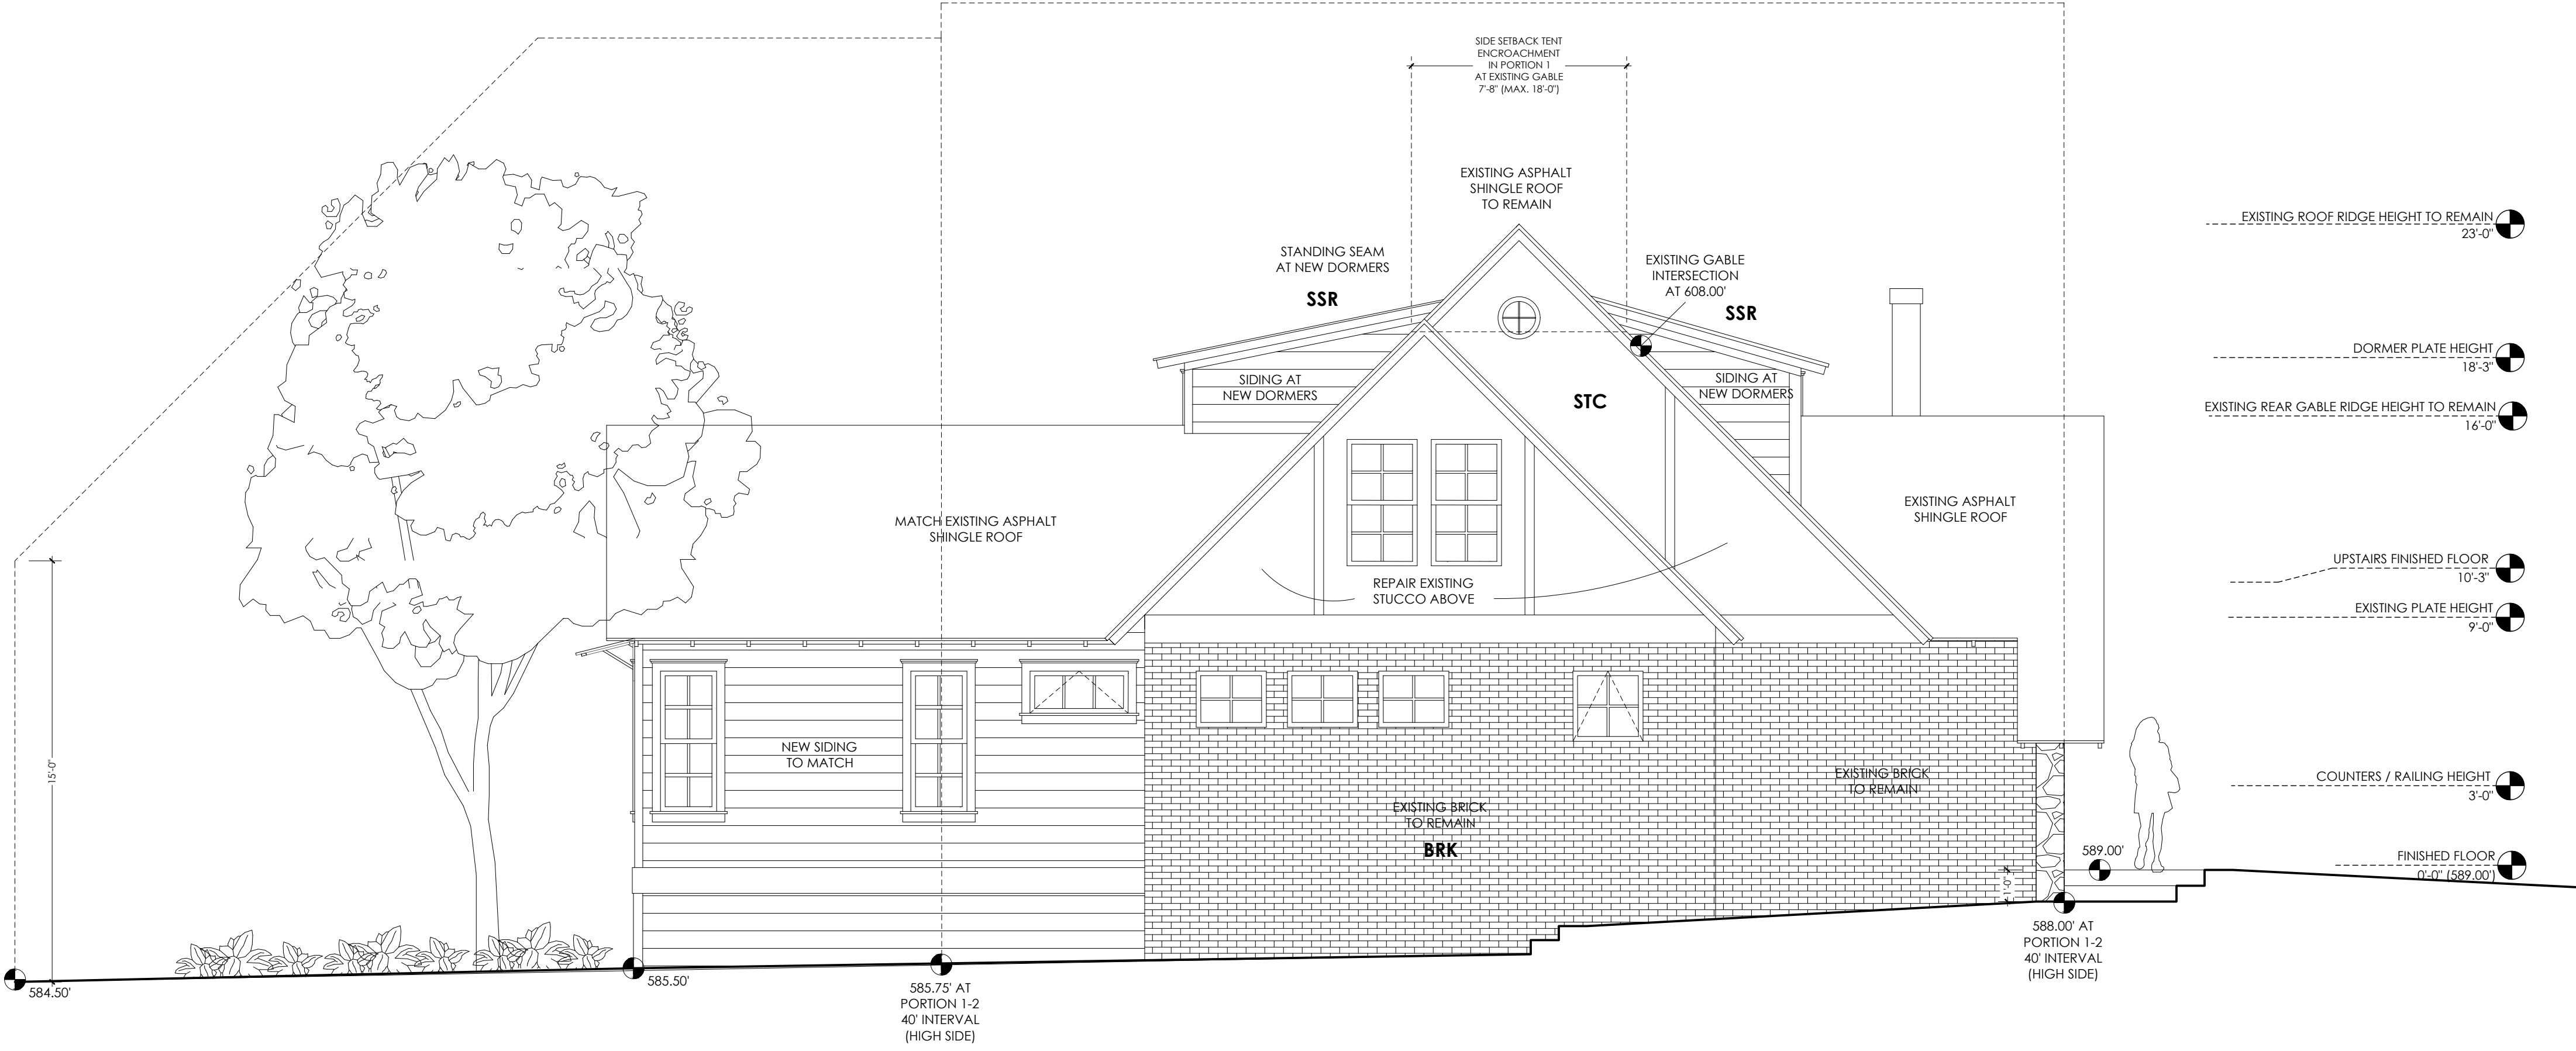 SIDE SETBACK TENT
ENCROACHMENT
IN PORTION 1
AT EXISTING GABLE
7'-8" (MAX. 18'-0")
EXISTING ASPHALT
SHINGLE ROOF
TO REMAIN
STANDING SEAM
AT NEW DORMERS
SSR
EXISTING GABLE
INTERSECTION
AT 608.00'
SSR
SIDING AT
NEW DORMERS
STC
SIDING AT
NEW DORMERS
MATCH EXISTING ASPHALT
SHINGLE ROOF
EXISTING ASPHALT
SHINGLE ROOF
REPAIR EXISTING
STUCCO ABOVE
NEW SIDING
TO MATCH
EXISTING BRICK
TO REMAIN
BRK
EXISTING BRICK
TO REMAIN
15'-0"
1'-0"
589.00'
584.50'
585.50'
585.75' AT
PORTION 1-2
40' INTERVAL
(HIGH SIDE)
588.00' AT
PORTION 1-2
40' INTERVAL
(HIGH SIDE)
EXISTING ROOF RIDGE HEIGHT TO REMAIN
23'-0"
DORMER PLATE HEIGHT
18'-3"
EXISTING REAR GABLE RIDGE HEIGHT TO REMAIN
16'-0"
UPSTAIRS FINISHED FLOOR
10'-3"
EXISTING PLATE HEIGHT
9'-0"
COUNTERS / RAILING HEIGHT
3'-0"
FINISHED FLOOR
0'-0" (589.00')